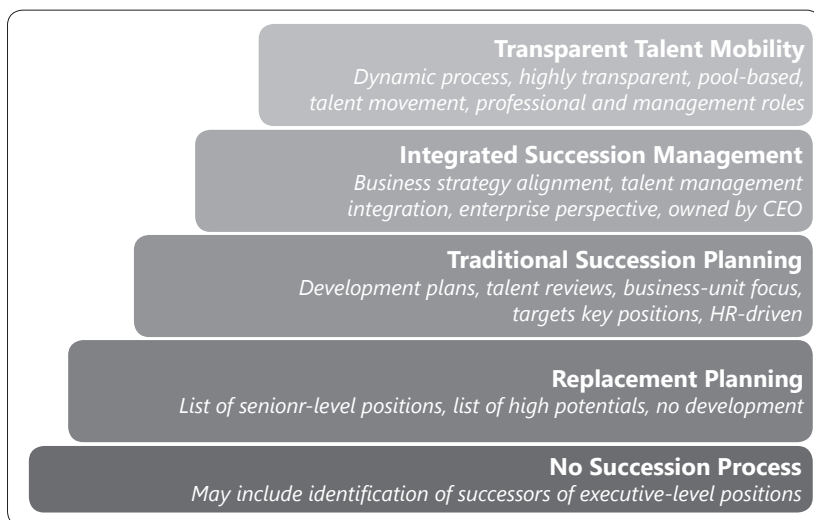 Transparent Talent Mobility
Dynamic process, highly transparent, pool-based,
talent movement, professional and management roles
Integrated Succession Management
Business strategy alignment, talent management
integration, enterprise perspective, owned by CEO
Traditional Succession Planning
Development plans, talent reviews, business-unit focus,
targets key positions, HR-driven
Replacement Planning
List of senionr-level positions, list of high potentials, no development
No Succession Process
May include identification of successors of executive-level positions